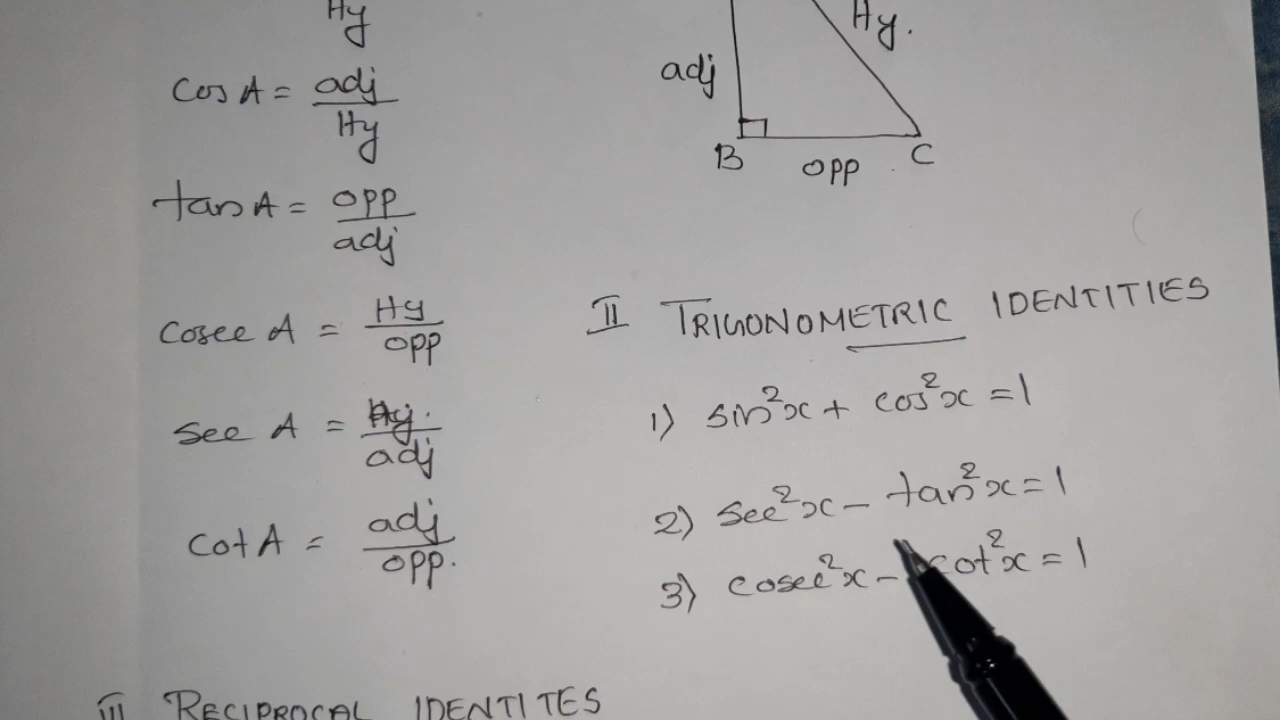 Hy
cos A = adj / Hy
tan A = opp / adj
cosec A = Hy / opp
sec A = Hy. / adj
cot A = adj / opp.
Hy.
adj
B opp C
II TRIGONOMETRIC IDENTITIES
1) sin²x + cos²x = 1
2) sec²x - tan²x = 1
3) cosec²x - cot²x = 1
III RECIPROCAL IDENTITES